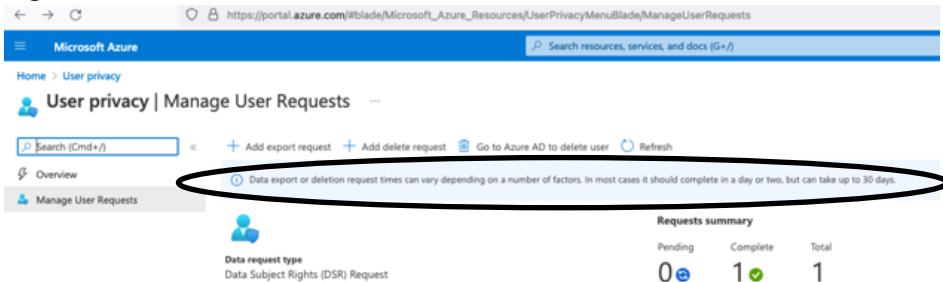 https://portal.azure.com/#blade/Microsoft_Azure_Resources/UserPrivacyMenuBlade/ManageUserRequests
Microsoft Azure
Search resources, services, and docs (G+/)
Home > User privacy
User privacy | Manage User Requests ...
Search (Cmd+/)
«
+ Add export request + Add delete request Go to Azure AD to delete user Refresh
Overview
Data export or deletion request times can vary depending on a number of factors. In most cases it should complete in a day or two, but can take up to 30 days.
Manage User Requests
Requests summary
Pending Complete Total
Data request type
Data Subject Rights (DSR) Request
0 1 1